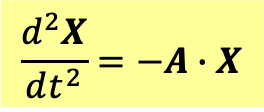 d²X/dt² = −A · X